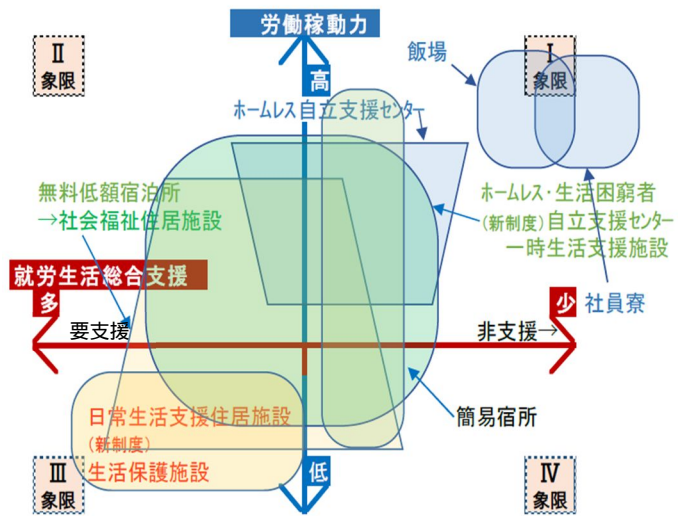 労働稼動力
Ⅱ
象限
飯場
Ⅰ
象限
高
ホームレス自立支援センター
無料低額宿泊所
→社会福祉住居施設
ホームレス・生活困窮者
(新制度)自立支援センター
一時生活支援施設
就労生活総合支援
多
少
社員寮
要支援
非支援→
日常生活支援住居施設
(新制度)
生活保護施設
簡易宿所
Ⅲ
象限
低
Ⅳ
象限